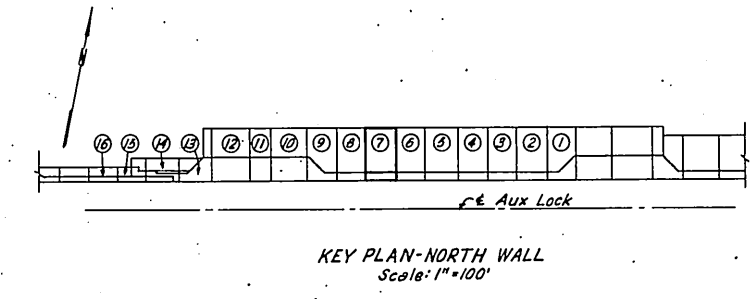 N
16 15 14 13 12 11 10 9 8 7 6 5 4 3 2 1
℄ Aux Lock
KEY PLAN-NORTH WALL
Scale: 1"=100'